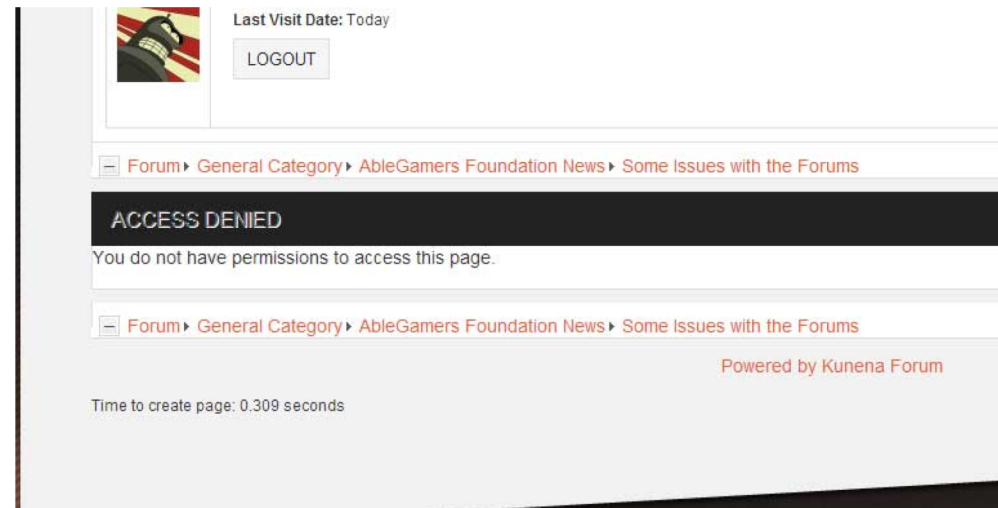 Last Visit Date: Today
LOGOUT
Forum General Category AbleGamers Foundation News Some Issues with the Forums
ACCESS DENIED
You do not have permissions to access this page.
Forum General Category AbleGamers Foundation News Some Issues with the Forums
Powered by Kunena Forum
Time to create page: 0.309 seconds